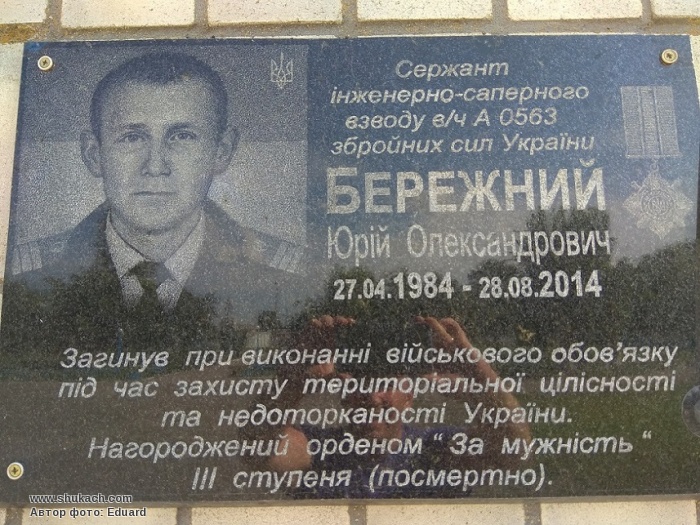 Сержант
інженерно-саперного
взводу в/ч А 0563
збройних сил України
БЕРЕЖНИЙ
Юрій Олександрович
27.04.1984 - 28.08.2014
Загинув при виконанні військового обов'язку
під час захисту територіальної цілісності
та недоторканості України.
Нагороджений орденом “ За мужність “
III ступеня (посмертно).
www.shukach.com
Автор фото: Eduard